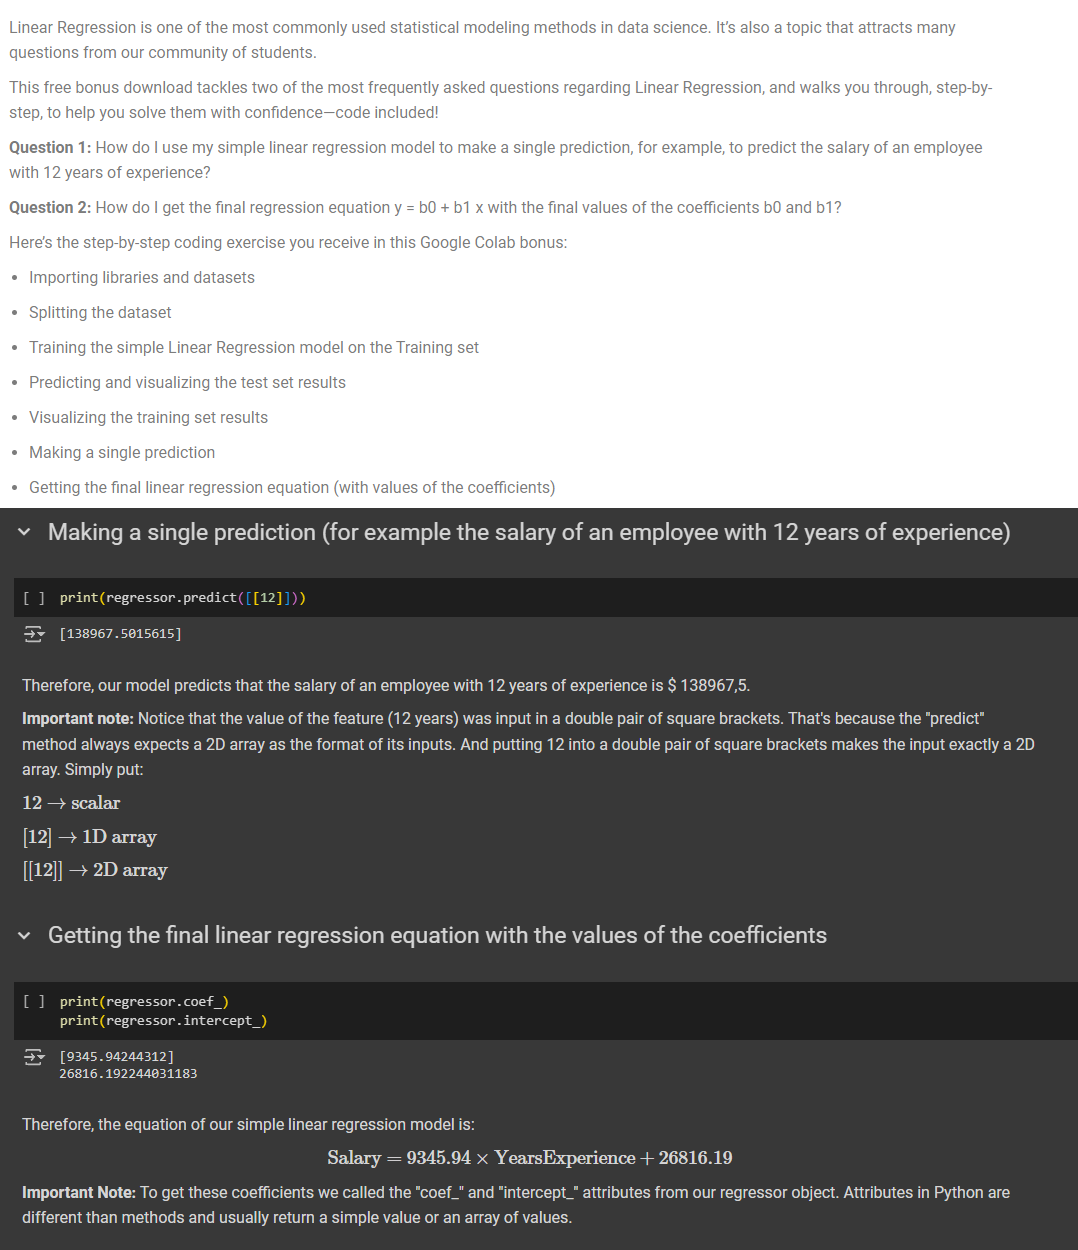 Linear Regression is one of the most commonly used statistical modeling methods in data science. It's also a topic that attracts many
questions from our community of students.
This free bonus download tackles two of the most frequently asked questions regarding Linear Regression, and walks you through, step-by-
step, to help you solve them with confidence—code included!
Question 1: How do I use my simple linear regression model to make a single prediction, for example, to predict the salary of an employee
with 12 years of experience?
Question 2: How do I get the final regression equation y = b0 + b1 x with the final values of the coefficients b0 and b1?
Here's the step-by-step coding exercise you receive in this Google Colab bonus:
• Importing libraries and datasets
• Splitting the dataset
• Training the simple Linear Regression model on the Training set
• Predicting and visualizing the test set results
• Visualizing the training set results
• Making a single prediction
• Getting the final linear regression equation (with values of the coefficients)
Making a single prediction (for example the salary of an employee with 12 years of experience)
[ ] print(regressor.predict([[12]]))
[138967.5015615]
Therefore, our model predicts that the salary of an employee with 12 years of experience is $ 138967,5.
Important note: Notice that the value of the feature (12 years) was input in a double pair of square brackets. That's because the "predict"
method always expects a 2D array as the format of its inputs. And putting 12 into a double pair of square brackets makes the input exactly a 2D
array. Simply put:
12 → scalar
[12] → 1D array
[[12]] → 2D array
Getting the final linear regression equation with the values of the coefficients
[ ] print(regressor.coef_)
print(regressor.intercept_)
[9345.94244312]
26816.192244031183
Therefore, the equation of our simple linear regression model is:
Salary = 9345.94 × YearsExperience + 26816.19
Important Note: To get these coefficients we called the "coef_" and "intercept_" attributes from our regressor object. Attributes in Python are
different than methods and usually return a simple value or an array of values.